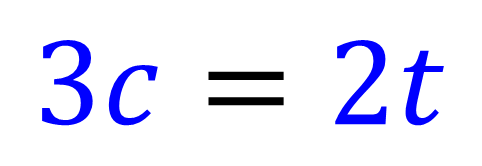 3c = 2t